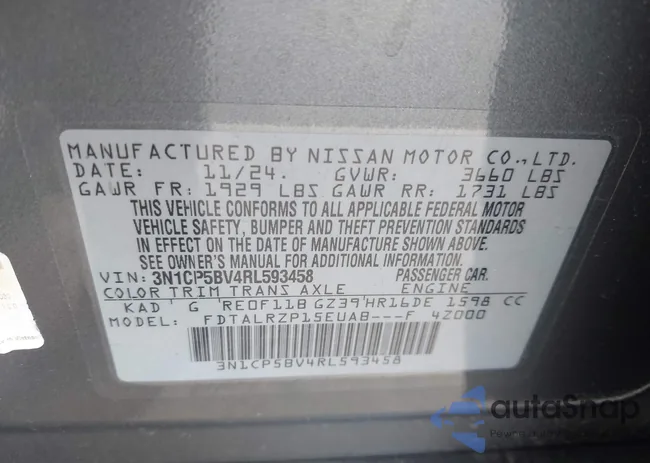 MANUFACTURED BY NISSAN MOTOR CO.,LTD.
DATE: 11/24. GVWR: 3660 LBS
GAWR FR: 1929 LBS GAWR RR: 1731 LBS
THIS VEHICLE CONFORMS TO ALL APPLICABLE FEDERAL MOTOR
VEHICLE SAFETY, BUMPER AND THEFT PREVENTION STANDARDS
IN EFFECT ON THE DATE OF MANUFACTURE SHOWN ABOVE.
SEE OWNER'S MANUAL FOR ADDITIONAL INFORMATION.
VIN: 3N1CP5BV4RL593458 PASSENGER CAR.
COLOR TRIM TRANS AXLE ENGINE
KAD G RE0F11B GZ39 HR16DE 1598 CC
MODEL: FDTALRZP15EUAB---F 4Z000
3N1CP5BV4RL593458
autoSnap